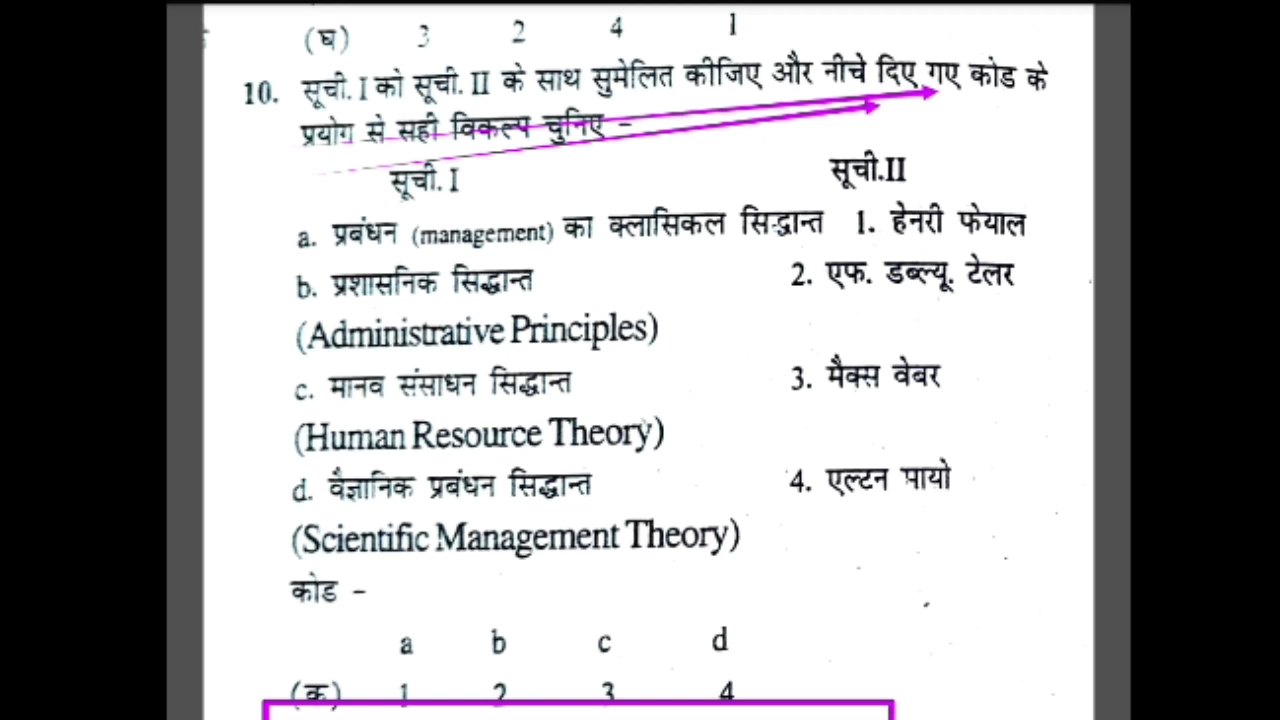 (घ) 3 2 4 1
10. सूची. I को सूची. II के साथ सुमेलित कीजिए और नीचे दिए गए कोड के
प्रयोग से सही विकल्प चुनिए –
सूची. I सूची.II
a. प्रबंधन (management) का क्लासिकल सिद्धान्त 1. हेनरी फेयाल
b. प्रशासनिक सिद्धान्त 2. एफ. डब्ल्यू. टेलर
(Administrative Principles)
c. मानव संसाधन सिद्धान्त 3. मैक्स वेबर
(Human Resource Theory)
d. वैज्ञानिक प्रबंधन सिद्धान्त 4. एल्टन पायो
(Scientific Management Theory)
कोड –
a b c d
(क) 1 2 3 4